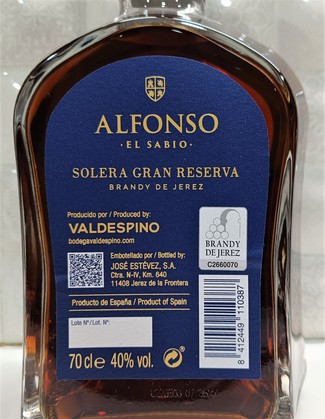 ALFONSO
· EL SABIO ·
SOLERA GRAN RESERVA
BRANDY DE JEREZ
Producido por / Produced by:
VALDESPINO
bodegavaldespino.com
Embotellado por / Bottled by:
JOSÉ ESTÉVEZ, S.A.
Ctra. N-IV, Km. 640
11408 Jerez de la Frontera
BRANDY
DE JEREZ
C2660070
Producto de España / Product of Spain
Lote Nº/Lot. Nº:
70 cl e 40% vol.
8 412449 110387